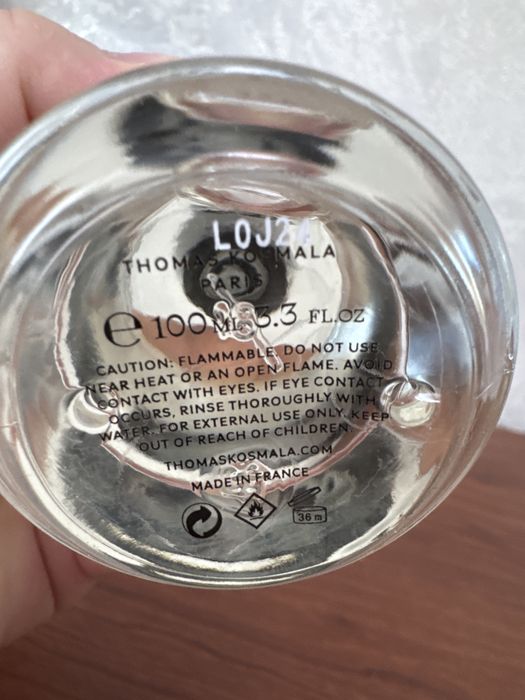 LOJ24
THOMAS KOSMALA
PARIS
℮ 100 ML 3.3 FL.OZ
CAUTION: FLAMMABLE. DO NOT USE
NEAR HEAT OR AN OPEN FLAME. AVOID
CONTACT WITH EYES. IF EYE CONTACT
OCCURS, RINSE THOROUGHLY WITH
WATER. FOR EXTERNAL USE ONLY. KEEP
OUT OF REACH OF CHILDREN.
THOMASKOSMALA.COM
MADE IN FRANCE
36 m